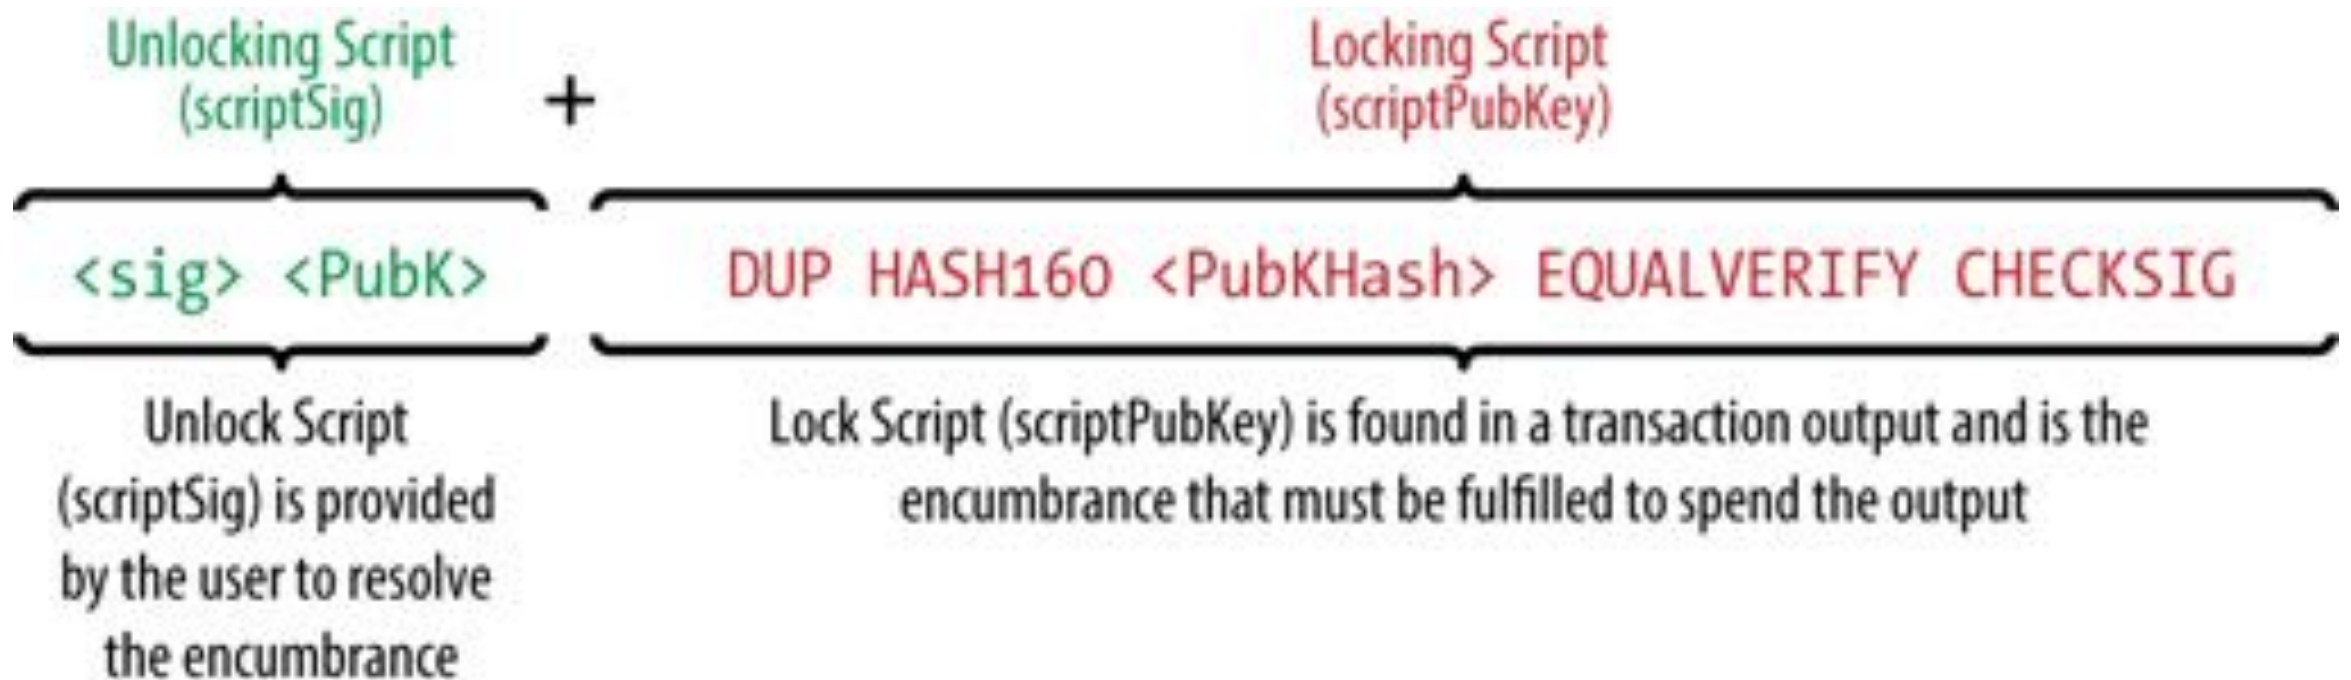 Unlocking Script
(scriptSig)
+
Locking Script
(scriptPubKey)
<sig> <PubK>
DUP HASH160 <PubKHash> EQUALVERIFY CHECKSIG
Unlock Script
(scriptSig) is provided
by the user to resolve
the encumbrance
Lock Script (scriptPubKey) is found in a transaction output and is the
encumbrance that must be fulfilled to spend the output